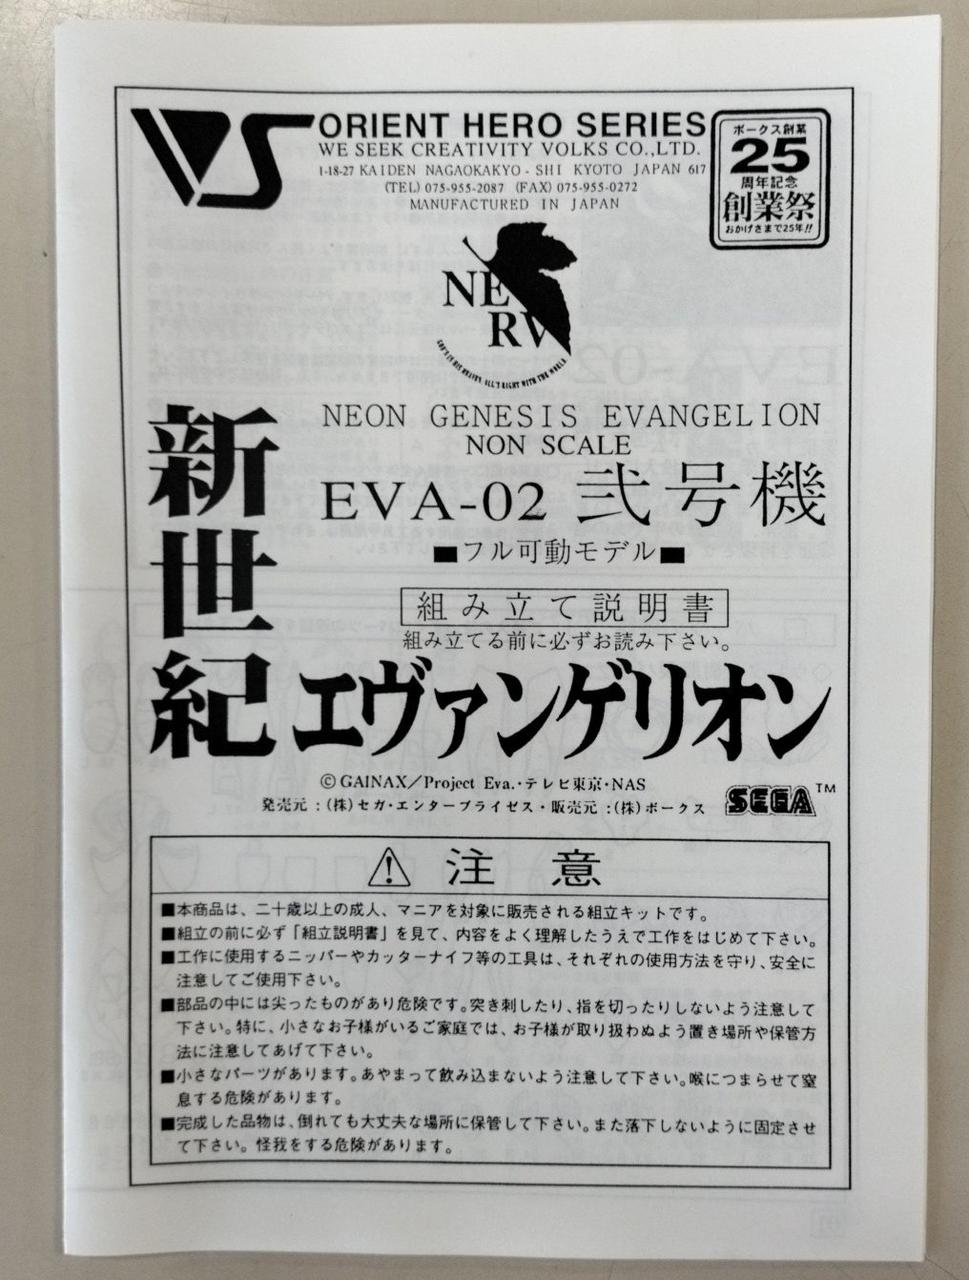 VS
ORIENT HERO SERIES
WE SEEK CREATIVITY VOLKS CO.,LTD.
1-18-27 KAIDEN NAGAOKAKYO-SHI KYOTO JAPAN 617
(TEL) 075-955-2087 (FAX) 075-955-0272
MANUFACTURED IN JAPAN
ボークス創業
25
周年記念
創業祭
おかげさまで25年!!
NERV
GOD'S IN HIS HEAVEN. ALL'S RIGHT WITH THE WORLD.
NEON GENESIS EVANGELION
NON SCALE
EVA-02 弐号機
■フル可動モデル■
組み立て説明書
組み立てる前に必ずお読み下さい。
新世紀
エヴァンゲリオン
©GAINAX/Project Eva.・テレビ東京・NAS
発売元:(株)セガ・エンタープライゼス・販売元:(株)ボークス
SEGA™
⚠ 注意
■本商品は、二十歳以上の成人、マニアを対象に販売される組立キットです。
■組立の前に必ず「組立説明書」を見て、内容をよく理解したうえで工作をはじめて下さい。
■工作に使用するニッパーやカッターナイフ等の工具は、それぞれの使用方法を守り、安全に
注意してご使用下さい。
■部品の中には尖ったものがあり危険です。突き刺したり、指を切ったりしないよう注意して
下さい。特に、小さなお子様がいるご家庭では、お子様が取り扱わぬよう置き場所や保管方
法に注意してあげて下さい。
■小さなパーツがあります。あやまって飲み込まないよう注意して下さい。喉につまらせて窒
息する危険があります。
■完成した品物は、倒れても大丈夫な場所に保管して下さい。また落下しないように固定させ
て下さい。怪我をする危険があります。